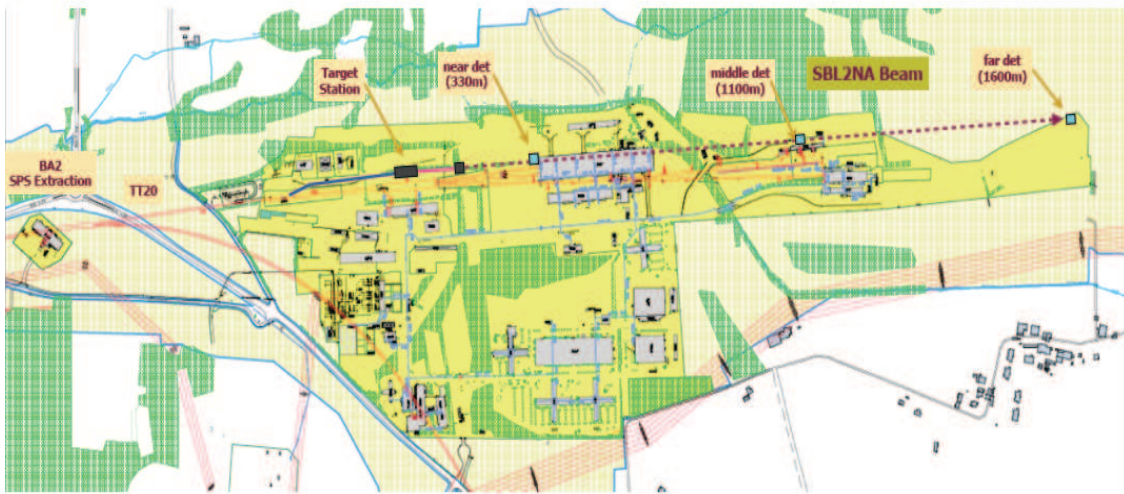 Target
Station
near det
(330m)
middle det
(1100m)
SBL2NA Beam
far det
(1600m)
BA2
SPS Extraction
TT20